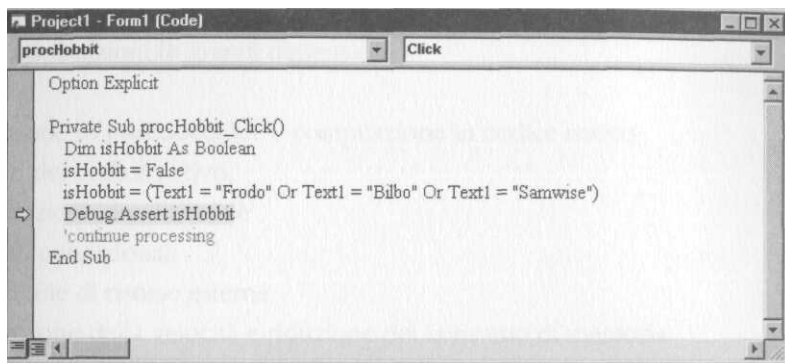 Project1 - Form1 (Code)
procHobbit Click
Option Explicit
Private Sub procHobbit_Click()
Dim isHobbit As Boolean
isHobbit = False
isHobbit = (Text1 = "Frodo" Or Text1 = "Bilbo" Or Text1 = "Samwise")
Debug.Assert isHobbit
'continue processing
End Sub